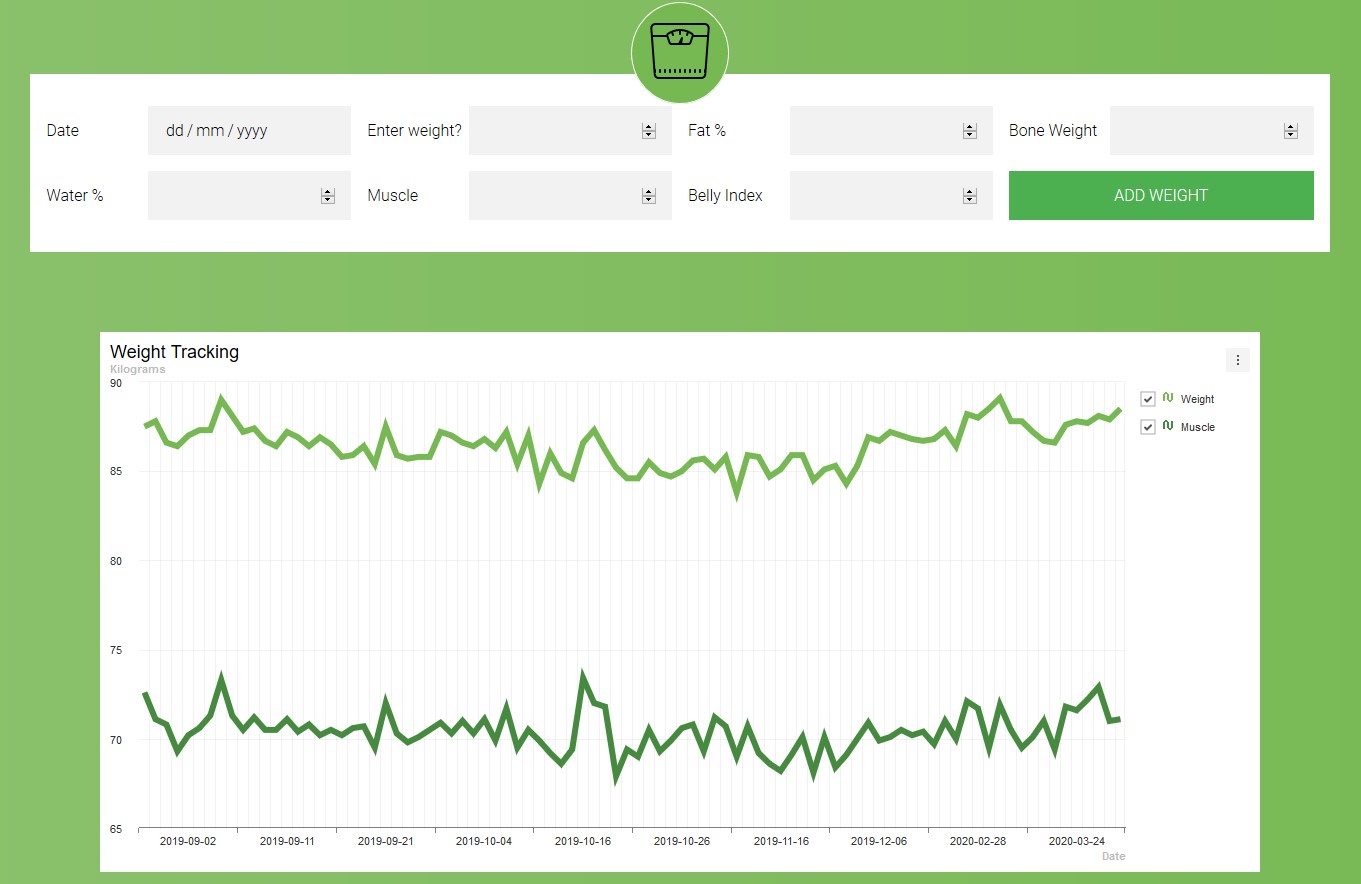 Date dd / mm / yyyy Enter weight? Fat % Bone Weight
Water % Muscle Belly Index ADD WEIGHT
Weight Tracking
Kilograms
90
Weight
Muscle
85
80
75
70
65
2019-09-02 2019-09-11 2019-09-21 2019-10-04 2019-10-16 2019-10-26 2019-11-16 2019-12-06 2020-02-28 2020-03-24
Date